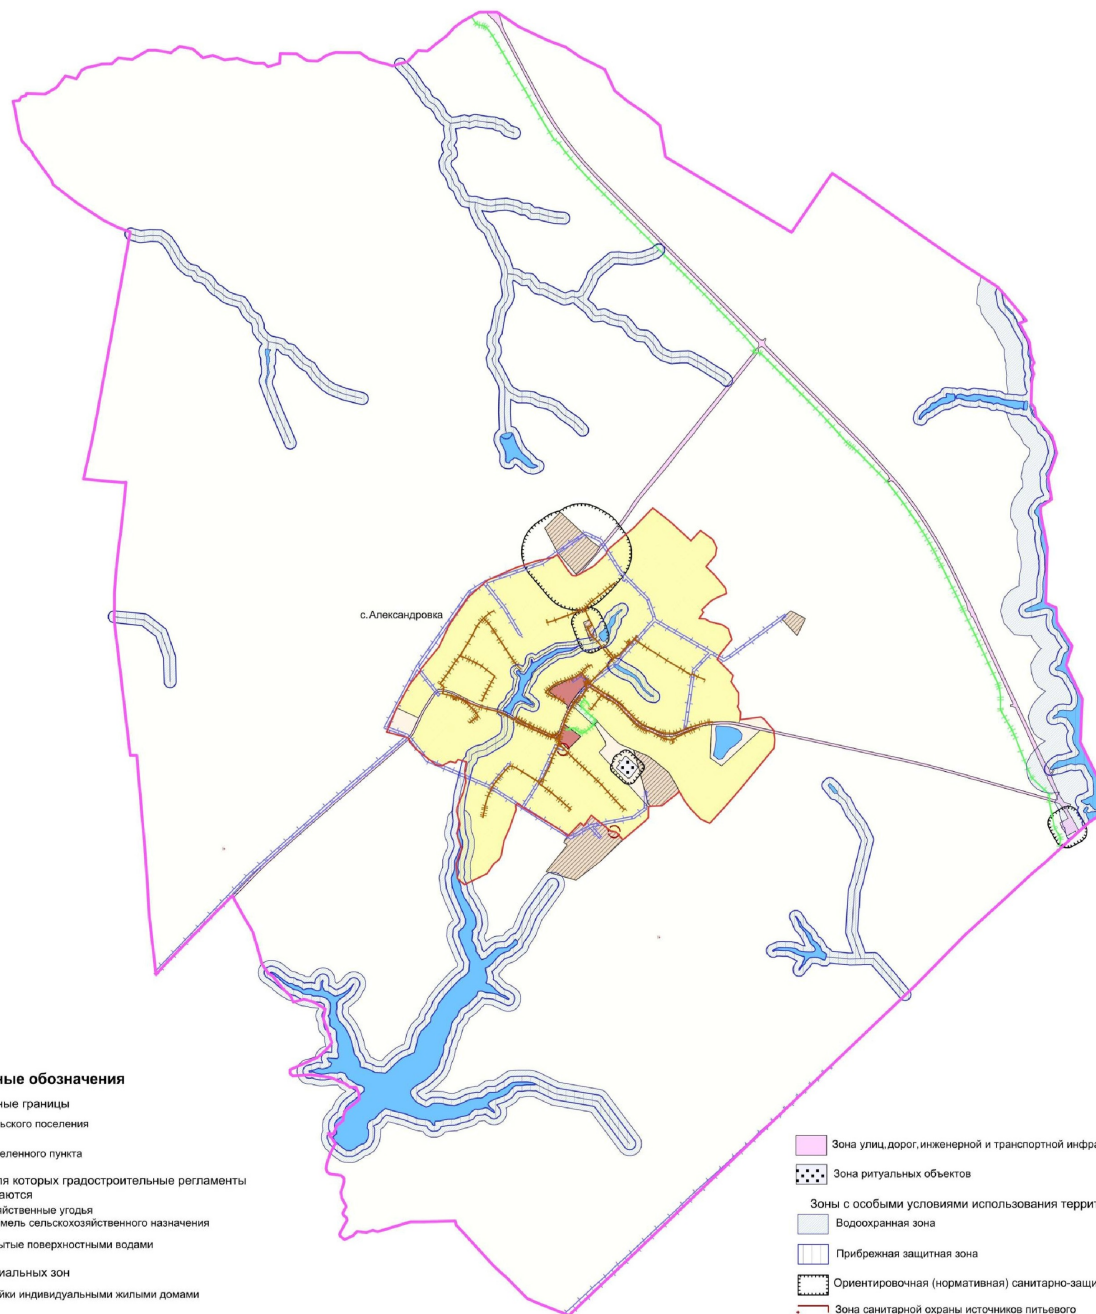 с.Александровка
ные обозначения
ные границы
ьского поселения
еленного пункта
ля которых градостроительные регламенты
аются
яйственные угодья
мель сельскохозяйственного назначения
ытые поверхностными водами
иальных зон
йки индивидуальными жилыми домами
Зона улиц,дорог,инженерной и транспортной инфра
Зона ритуальных объектов
Зоны с особыми условиями использования террит
Водоохранная зона
Прибрежная защитная зона
Ориентировочная (нормативная) санитарно-защи
Зона санитарной охраны источников питьевого